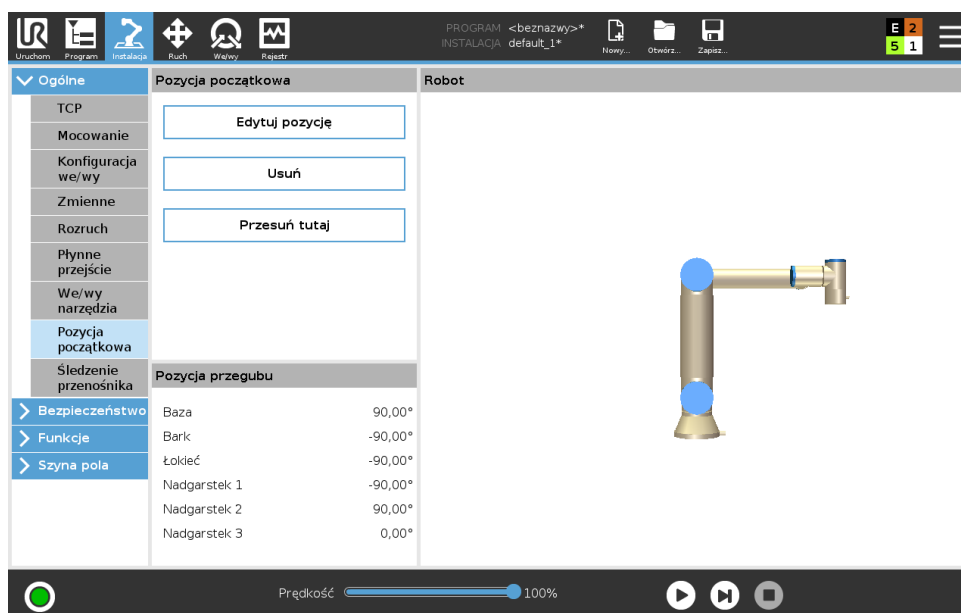 UR
Uruchom
Program
Instalacja
Ruch
We/wy
Rejestr
PROGRAM <beznazwy>*
INSTALACJA default_1*
Nowy...
Otwórz...
Zapisz...
E 2
5 1
Ogólne
TCP
Mocowanie
Konfiguracja
we/wy
Zmienne
Rozruch
Płynne
przejście
We/wy
narzędzia
Pozycja
początkowa
Śledzenie
przenośnika
Bezpieczeństwo
Funkcje
Szyna pola
Pozycja początkowa
Edytuj pozycję
Usuń
Przesuń tutaj
Pozycja przegubu
Baza 90,00°
Bark -90,00°
Łokieć -90,00°
Nadgarstek 1 -90,00°
Nadgarstek 2 90,00°
Nadgarstek 3 0,00°
Robot
Prędkość 100%